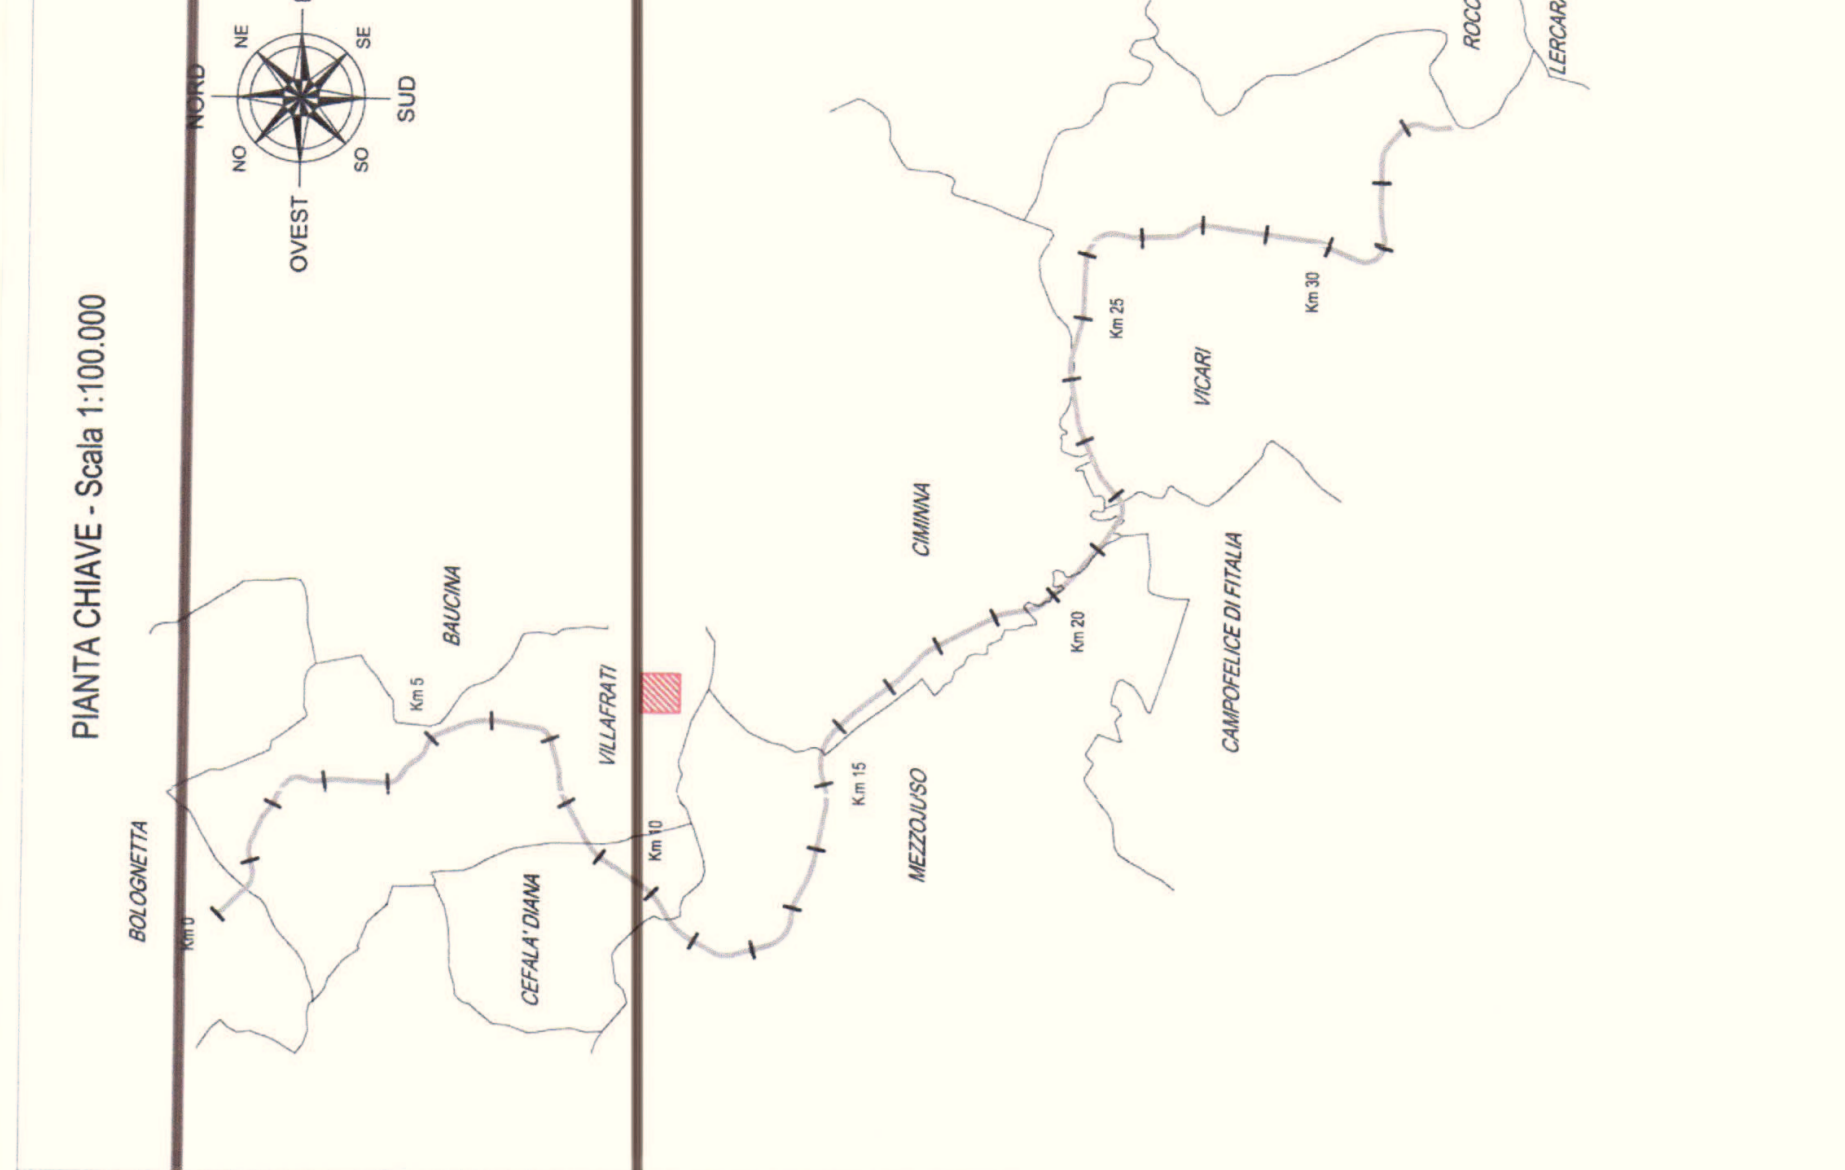 PIANTA CHIAVE - Scala 1:100.000
NORD
NE
SE
SUD
SO
OVEST
NO
BOLOGNETTA
Km 0
BAUCINA
Km 5
VILLAFRATI
CEFALA' DIANA
Km 10
MEZZOJUSO
Km 15
CIMINNA
Km 20
CAMPOFELICE DI FITALIA
VICARI
Km 25
Km 30
ROCC
LERCAR